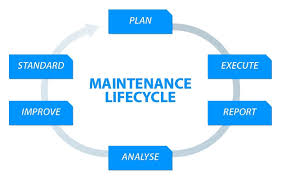 PLAN
STANDARD
EXECUTE
MAINTENANCE
LIFECYCLE
IMPROVE
REPORT
ANALYSE